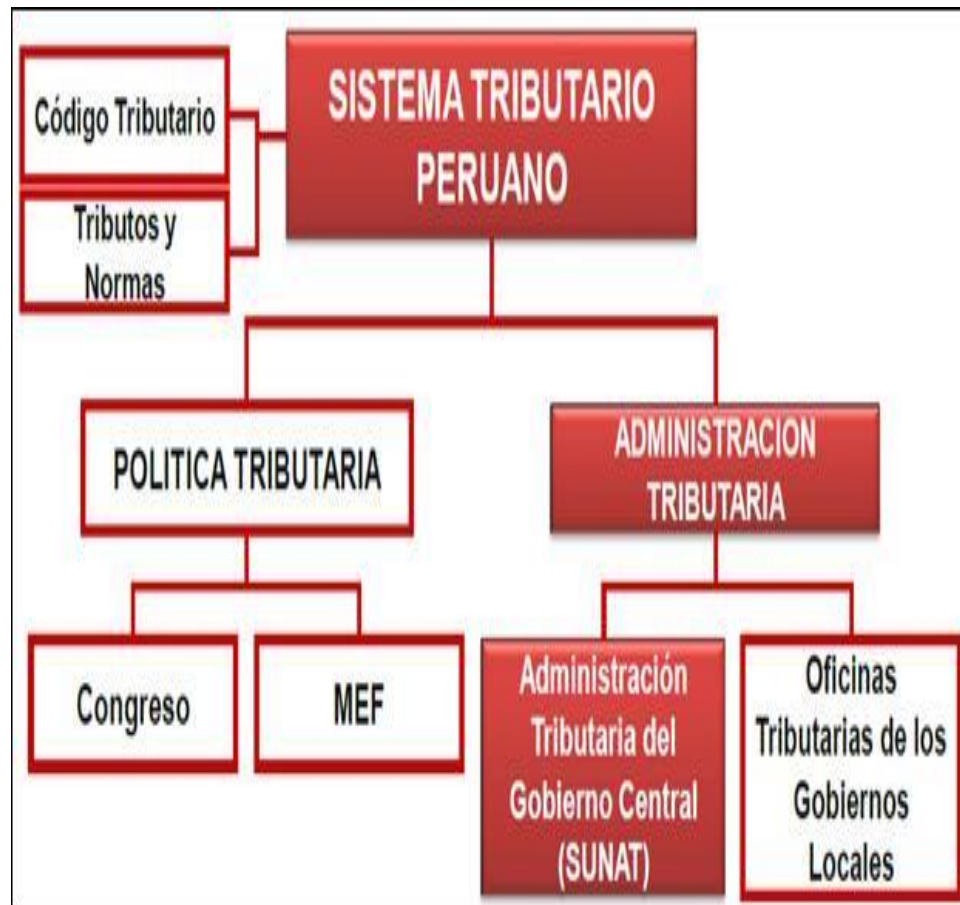 SISTEMA TRIBUTARIO
PERUANO
Código Tributario
Tributos y
Normas
POLITICA TRIBUTARIA
ADMINISTRACION
TRIBUTARIA
Congreso
MEF
Administración
Tributaria del
Gobierno Central
(SUNAT)
Oficinas
Tributarias de los
Gobiernos
Locales